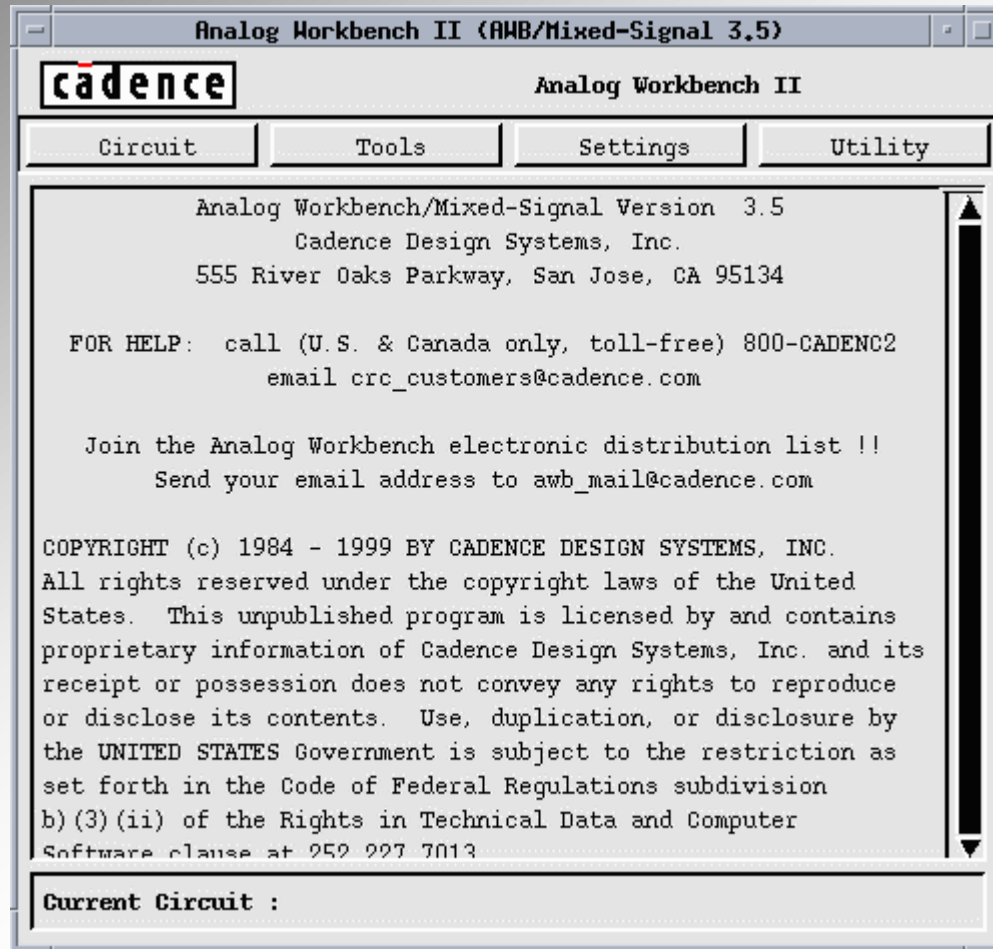 Analog Workbench II (AWB/Mixed-Signal 3.5)
cādence
Analog Workbench II
Circuit Tools Settings Utility
Analog Workbench/Mixed-Signal Version 3.5
Cadence Design Systems, Inc.
555 River Oaks Parkway, San Jose, CA 95134
FOR HELP: call (U.S. & Canada only, toll-free) 800-CADENC2
email crc_customers@cadence.com
Join the Analog Workbench electronic distribution list !!
Send your email address to awb_mail@cadence.com
COPYRIGHT (c) 1984 - 1999 BY CADENCE DESIGN SYSTEMS, INC.
All rights reserved under the copyright laws of the United
States. This unpublished program is licensed by and contains
proprietary information of Cadence Design Systems, Inc. and its
receipt or possession does not convey any rights to reproduce
or disclose its contents. Use, duplication, or disclosure by
the UNITED STATES Government is subject to the restriction as
set forth in the Code of Federal Regulations subdivision
b)(3)(ii) of the Rights in Technical Data and Computer
Software clause at 252.227.7013
Current Circuit :